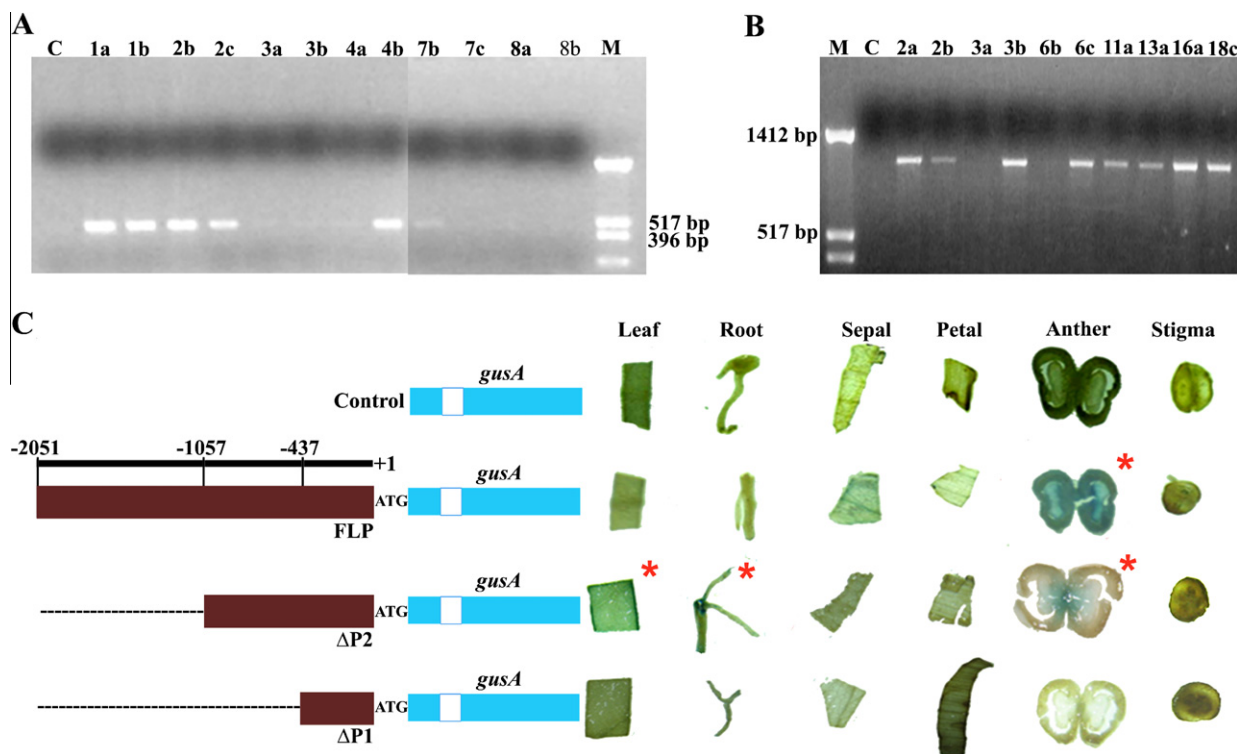 A
C 1a 1b 2b 2c 3a 3b 4a 4b 7b 7c 8a 8b M
517 bp
396 bp
B
M C 2a 2b 3a 3b 6b 6c 11a 13a 16a 18c
1412 bp
517 bp
C
Leaf Root Sepal Petal Anther Stigma
Control gusA
-2051 -1057 -437 +1
ATG gusA
FLP
*
ATG gusA
ΔP2
* * *
ATG gusA
ΔP1